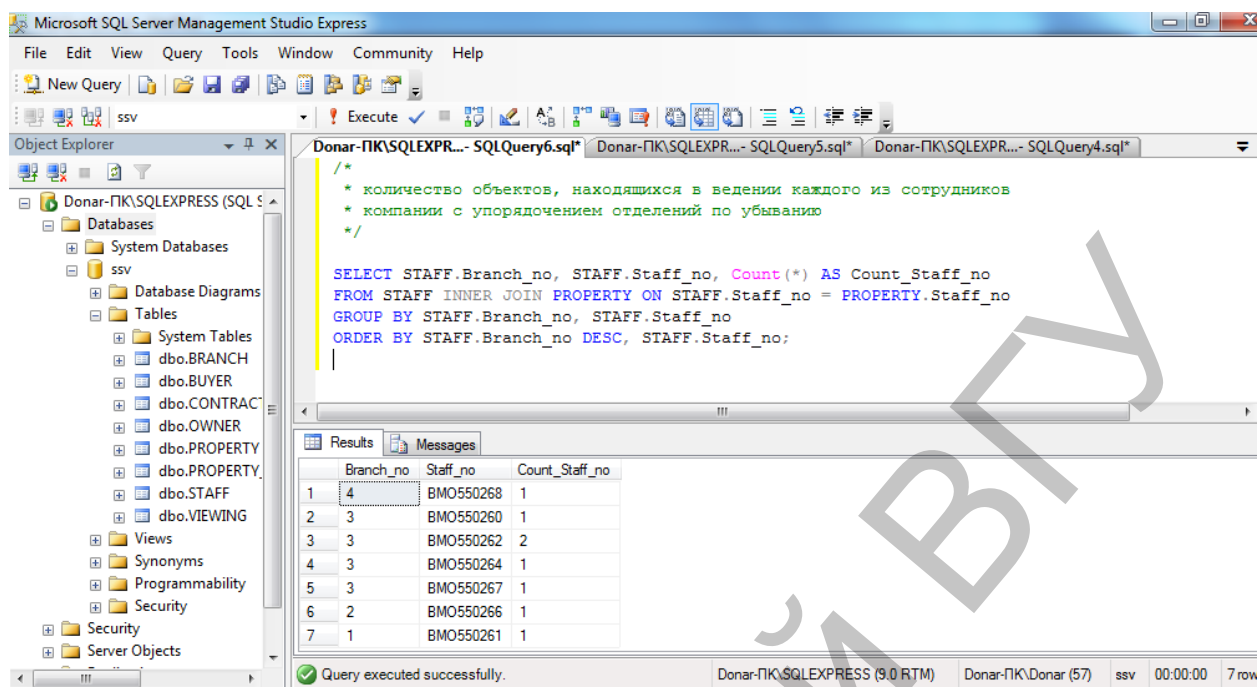 Microsoft SQL Server Management Studio Express
File Edit View Query Tools Window Community Help
New Query
ssv Execute
Object Explorer
Donar-ПК\SQLEXPR...- SQLQuery6.sql* Donar-ПК\SQLEXPR...- SQLQuery5.sql* Donar-ПК\SQLEXPR...- SQLQuery4.sql*
Donar-ПК\SQLEXPRESS (SQL S
Databases
System Databases
ssv
Database Diagrams
Tables
System Tables
dbo.BRANCH
dbo.BUYER
dbo.CONTRACT
dbo.OWNER
dbo.PROPERTY
dbo.PROPERTY_
dbo.STAFF
dbo.VIEWING
Views
Synonyms
Programmability
Security
Security
Server Objects
/*
* количество объектов, находящихся в ведении каждого из сотрудников
* компании с упорядочением отделений по убыванию
*/
SELECT STAFF.Branch_no, STAFF.Staff_no, Count(*) AS Count_Staff_no
FROM STAFF INNER JOIN PROPERTY ON STAFF.Staff_no = PROPERTY.Staff_no
GROUP BY STAFF.Branch_no, STAFF.Staff_no
ORDER BY STAFF.Branch_no DESC, STAFF.Staff_no;
Results Messages
Branch_no Staff_no Count_Staff_no
1 4 BMO550268 1
2 3 BMO550260 1
3 3 BMO550262 2
4 3 BMO550264 1
5 3 BMO550267 1
6 2 BMO550266 1
7 1 BMO550261 1
Query executed successfully. Donar-ПК\SQLEXPRESS (9.0 RTM) Donar-ПК\Donar (57) ssv 00:00:00 7 row
Й ВГУ